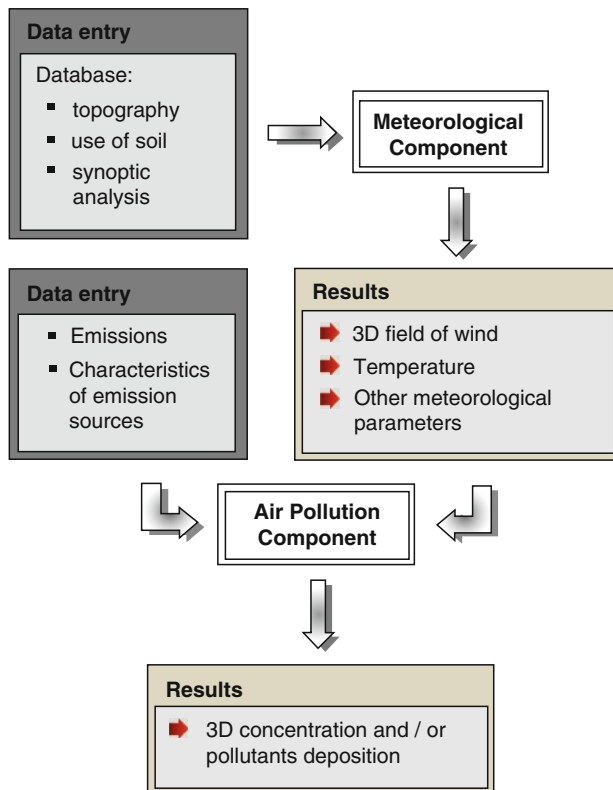 Data entry
Database:
topography
use of soil
synoptic
analysis
Meteorological
Component
Data entry
Emissions
Characteristics
of emission
sources
Results
3D field of wind
Temperature
Other meteorological
parameters
Air Pollution
Component
Results
3D concentration and / or
pollutants deposition